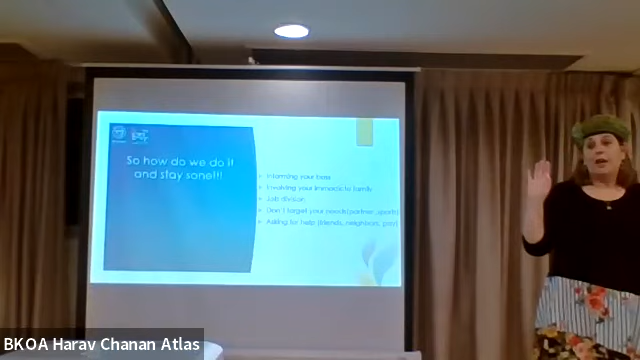 So how do we do it
and stay sane!!!
Informing your boss
Involving your immediate family
Job division
Don't forget your needs(partner ,sport)
Asking for help (friends, neighbors, pay)
BKOA Harav Chanan Atlas